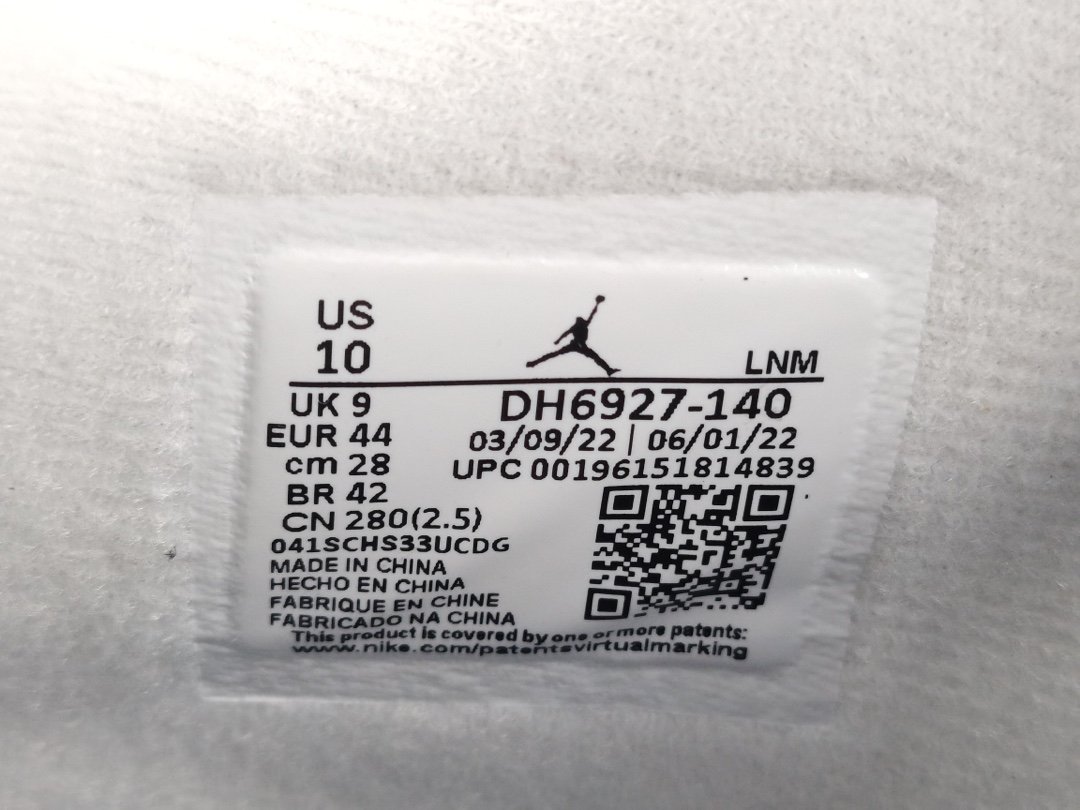 US
10
LNM
UK 9
EUR 44
cm 28
BR 42
CN 280(2.5)
DH6927-140
03/09/22 | 06/01/22
UPC 00196151814839
041SCHS33UCDG
MADE IN CHINA
HECHO EN CHINA
FABRIQUE EN CHINE
FABRICADO NA CHINA
This product is covered by one or more patents:
www.nike.com/patentsvirtualmarking